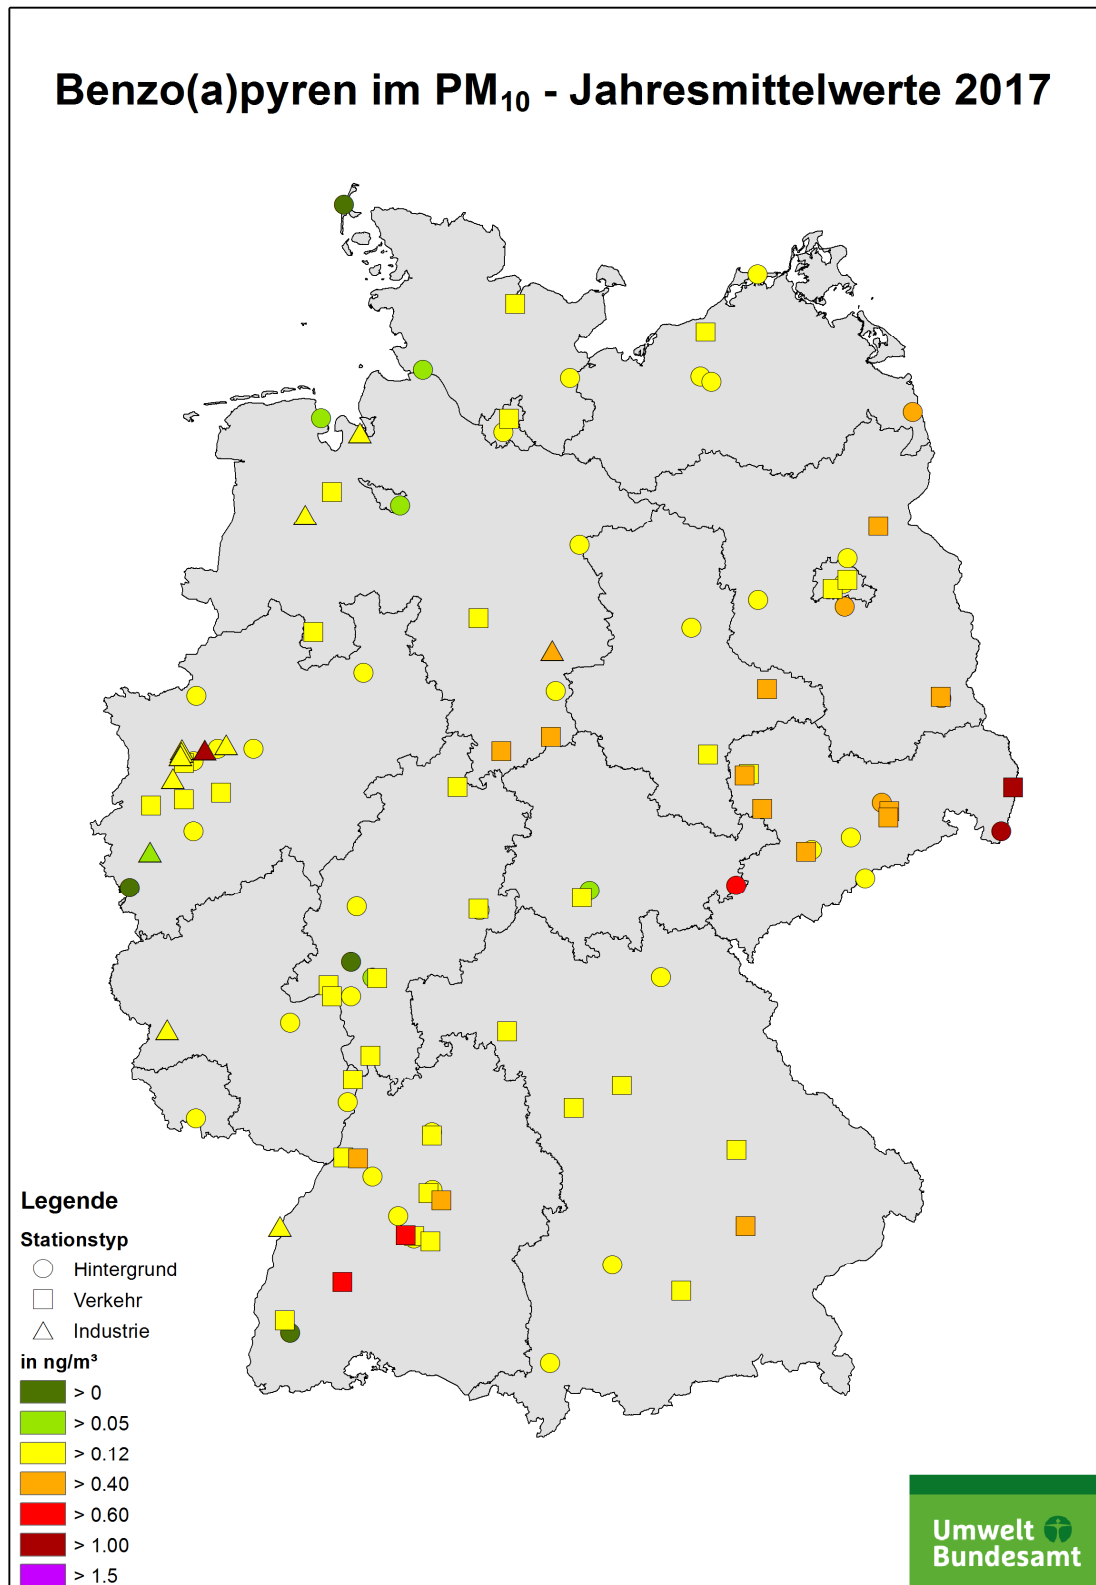 Benzo(a)pyren im PM₁₀ - Jahresmittelwerte 2017
Legende
Stationstyp
Hintergrund
Verkehr
Industrie
in ng/m³
> 0
> 0.05
> 0.12
> 0.40
> 0.60
> 1.00
> 1.5
Umwelt
Bundesamt